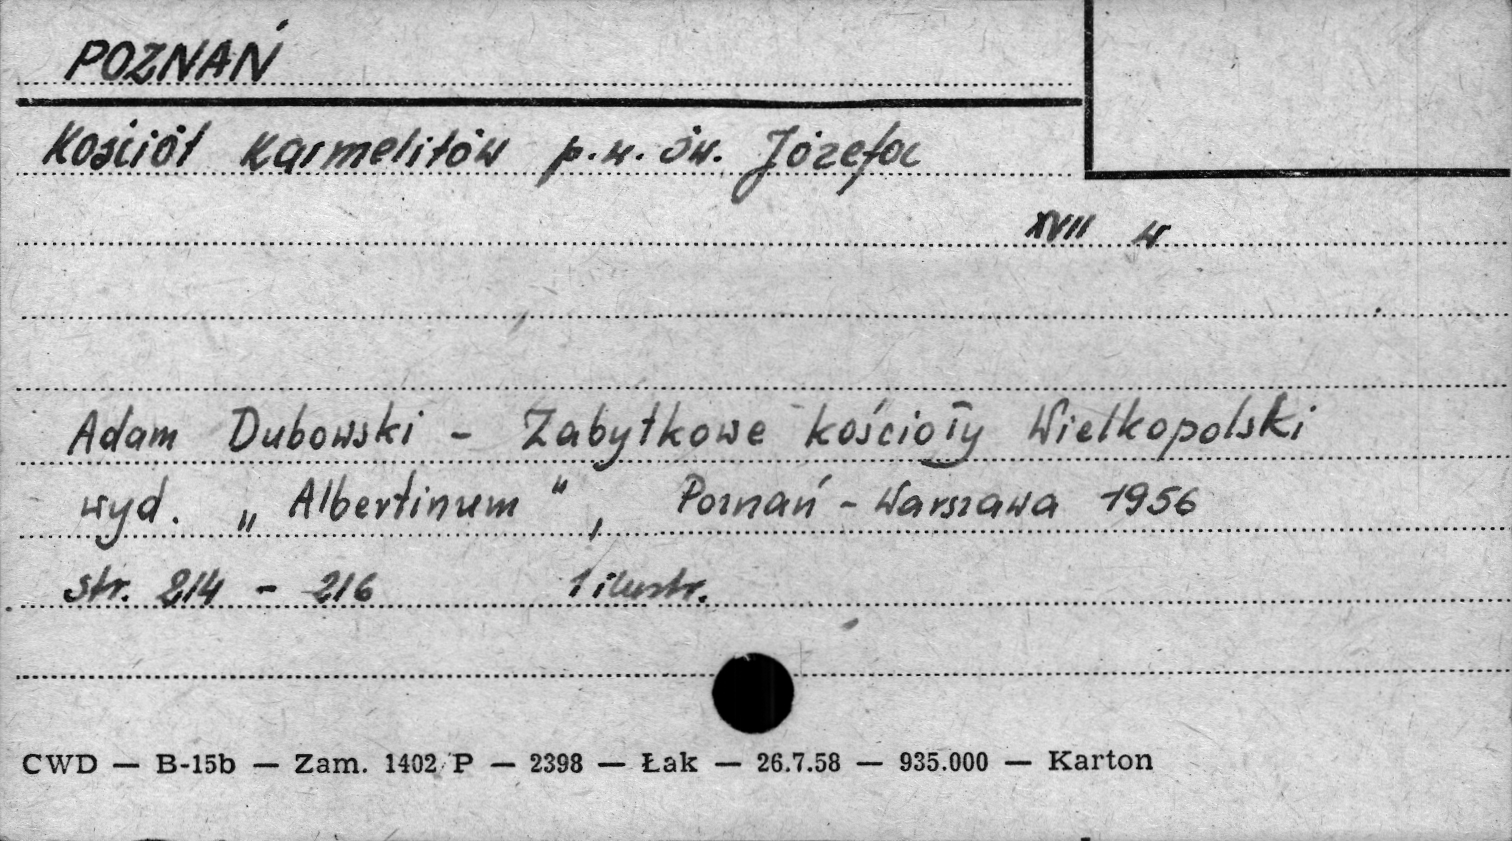 POZNAŃ
Kościół Karmelitów p.w. św. Józefa
XVII w
Adam Dubowski - Zabytkowe kościoły Wielkopolski
wyd. „Albertinum", Poznań - Warszawa 1956
str. 214 - 216 1 ilustr.
CWD — B-15b — Zam. 1402 P — 2398 — Łak — 26.7.58 — 935.000 — Karton